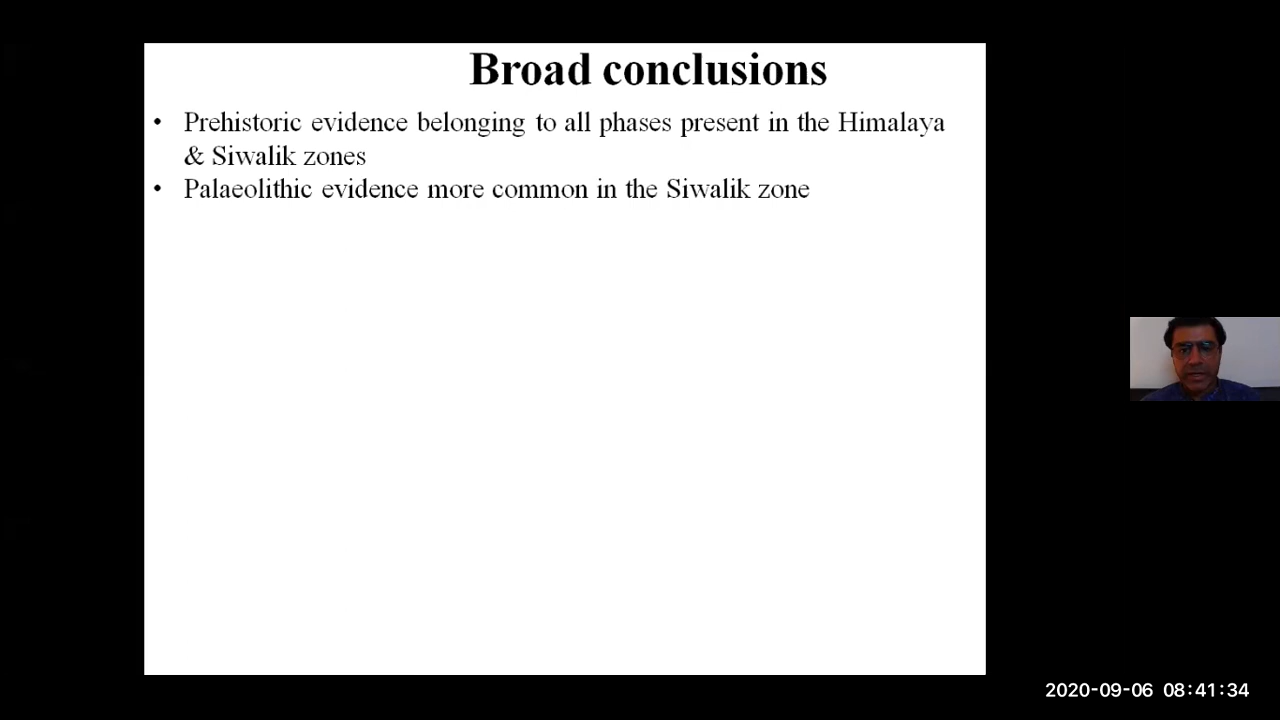 Broad conclusions
• Prehistoric evidence belonging to all phases present in the Himalaya
& Siwalik zones
• Palaeolithic evidence more common in the Siwalik zone
2020-09-06 08:41:34